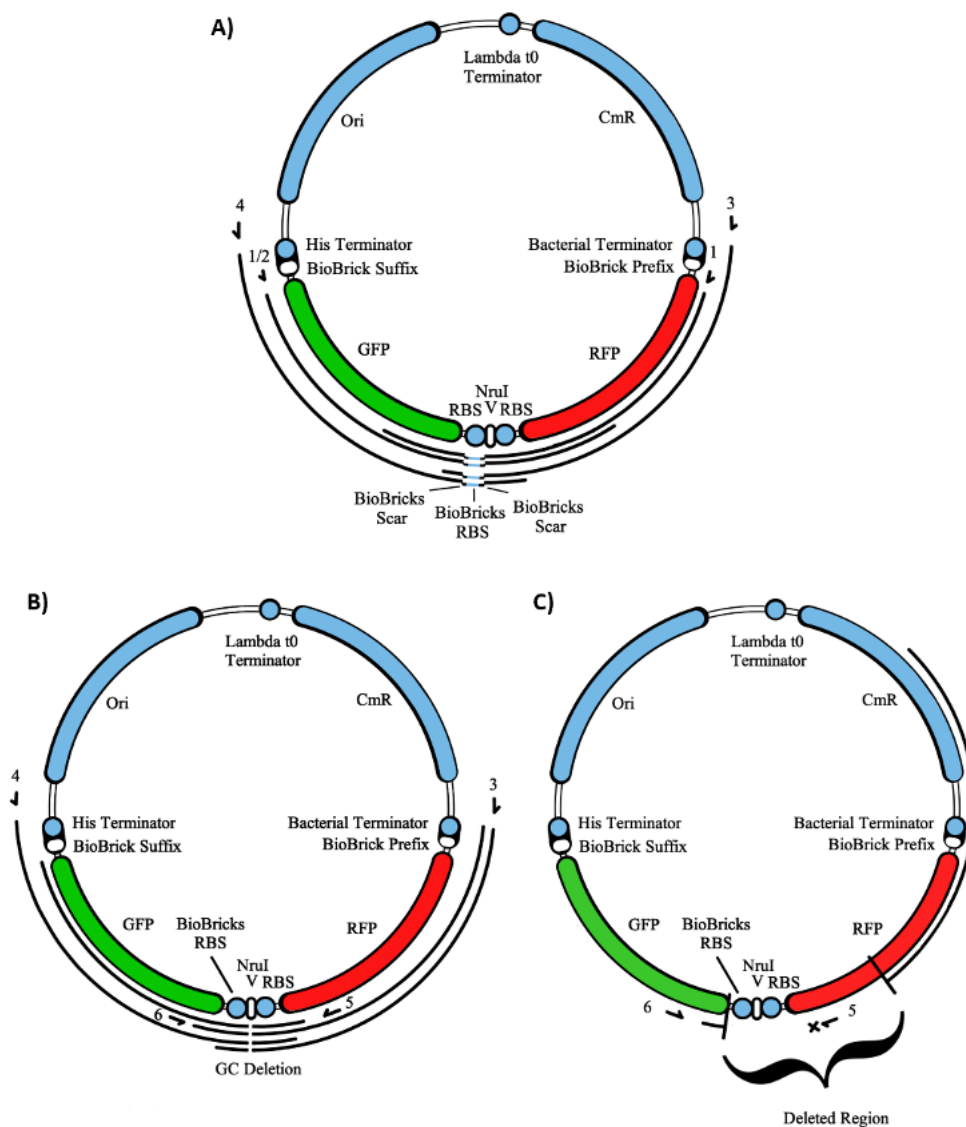 A)
Lambda t0
Terminator
Ori
CmR
4
3
His Terminator
BioBrick Suffix
Bacterial Terminator
BioBrick Prefix
1/2
1
GFP
RFP
NruI
RBS V RBS
BioBricks
Scar
BioBricks
RBS
BioBricks
Scar
B)
Lambda t0
Terminator
Ori
CmR
4
3
His Terminator
BioBrick Suffix
Bacterial Terminator
BioBrick Prefix
GFP
BioBricks
RBS
RFP
NruI
V RBS
6
5
GC Deletion
C)
Lambda t0
Terminator
Ori
CmR
His Terminator
BioBrick Suffix
Bacterial Terminator
BioBrick Prefix
GFP
BioBricks
RBS
RFP
NruI
V RBS
6
5
Deleted Region